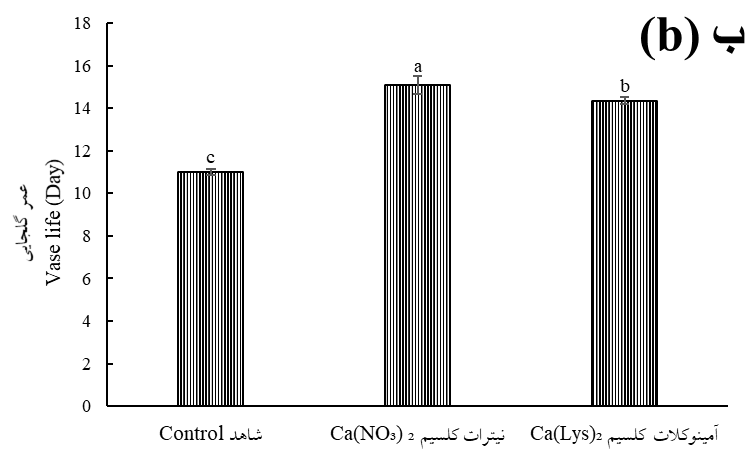 ب (b)
18
16
14
12
10
8
6
4
2
0
عمر گلجایی
Vase life (Day)
c
a
b
شاهد Control
نیترات کلسیم Ca(NO₃) ₂
آمینوکلات کلسیم Ca(Lys)₂